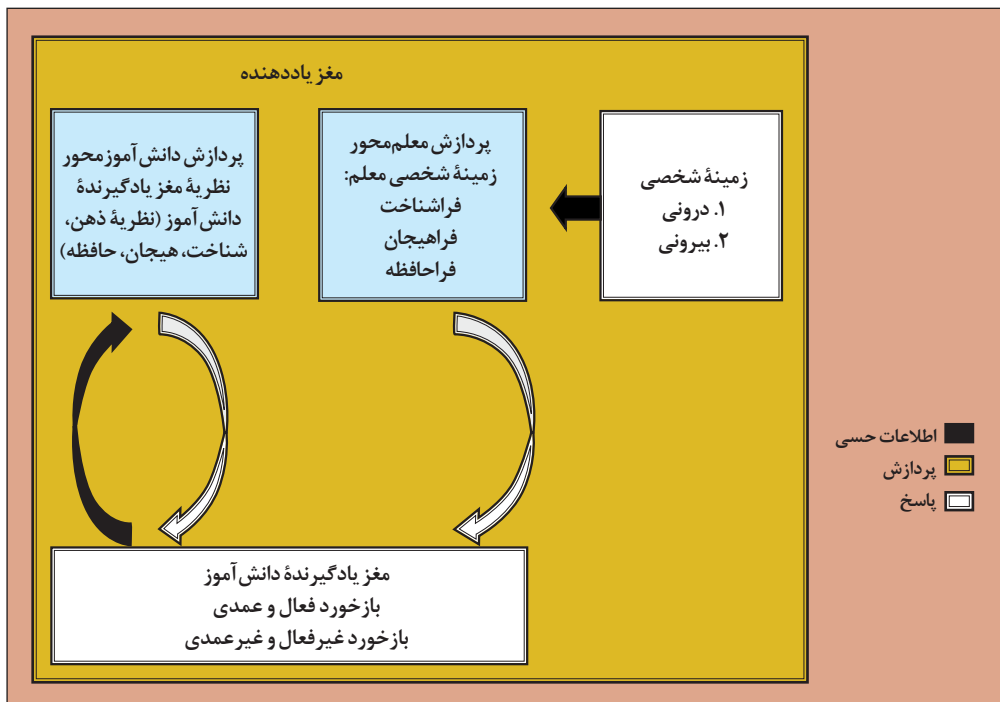 مغز یاددهنده
زمینهٔ شخصی
۱. درونی
۲. بیرونی
پردازش معلم‌محور
زمینهٔ شخصی معلم:
فراشناخت
فراهیجان
فراحافظه
پردازش دانش‌آموزمحور
نظریهٔ مغز یادگیرندهٔ
دانش‌آموز (نظریهٔ ذهن،
شناخت، هیجان، حافظه)
مغز یادگیرندهٔ دانش‌آموز
بازخورد فعال و عمدی
بازخورد غیرفعال و غیرعمدی
اطلاعات حسی
پردازش
پاسخ